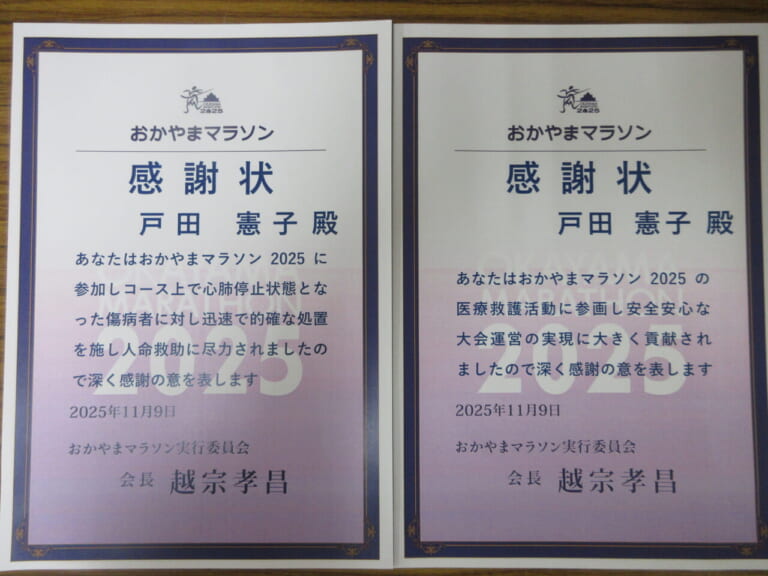 2025
おかやまマラソン
感謝状
戸田 憲子 殿
あなたはおかやまマラソン 2025 に
参加しコース上で心肺停止状態とな
った傷病者に対し迅速で的確な処置
を施し人命救助に尽力されましたの
で深く感謝の意を表します
OKAYAMA
MARATHON
2025
2025年11月9日
おかやまマラソン実行委員会
会長 越宗孝昌
2025
おかやまマラソン
感謝状
戸田 憲子 殿
あなたはおかやまマラソン 2025 の
医療救護活動に参画し安全安心な
大会運営の実現に大きく貢献され
ましたので深く感謝の意を表します
OKAYAMA
MARATHON
2025
2025年11月9日
おかやまマラソン実行委員会
会長 越宗孝昌